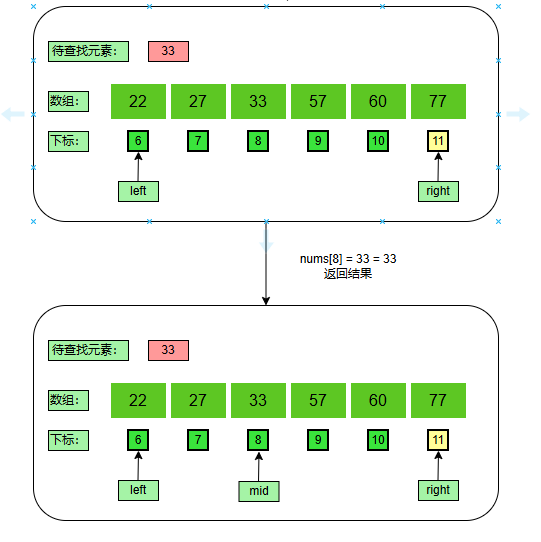 待查找元素： 33
数组： 22 27 33 57 60 77
下标： 6 7 8 9 10 11
left right
nums[8] = 33 = 33
返回结果
待查找元素： 33
数组： 22 27 33 57 60 77
下标： 6 7 8 9 10 11
left mid right